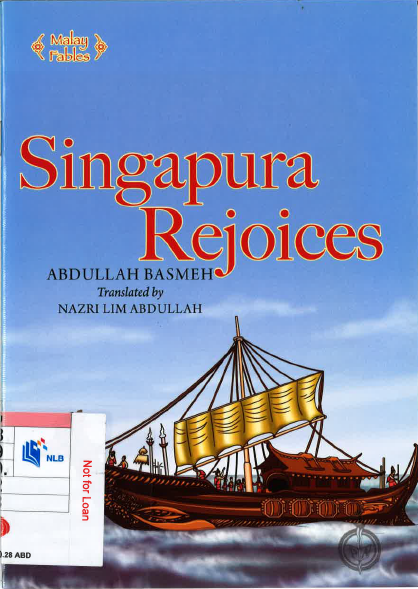 Malay
Fables
Singapura
Rejoices
ABDULLAH BASMEH
Translated by
NAZRI LIM ABDULLAH
NLB
Not for Loan
.28 ABD